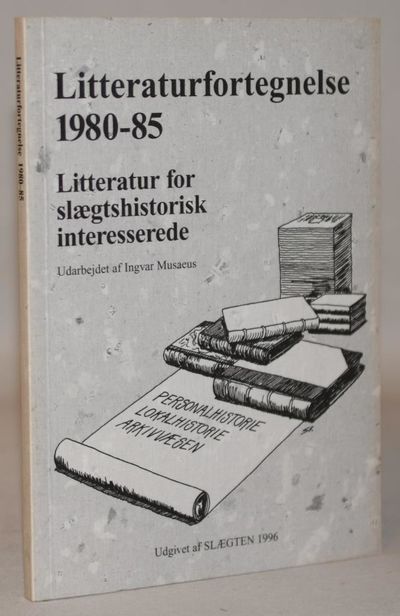 Litteraturfortegnelse 1980-85
Litteraturfortegnelse
1980-85
Litteratur for
slægtshistorisk
interesserede
Udarbejdet af Ingvar Musaeus
PERSONALHISTORIE
LOKALHISTORIE
ARKIVVÆSEN
Udgivet af SLÆGTEN 1996